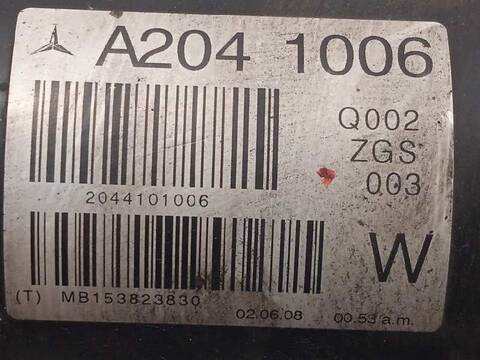 A204 1006
Q002
ZGS
003
2044101006
W
(T) MB153823830
02.06.08 00.53 a.m.